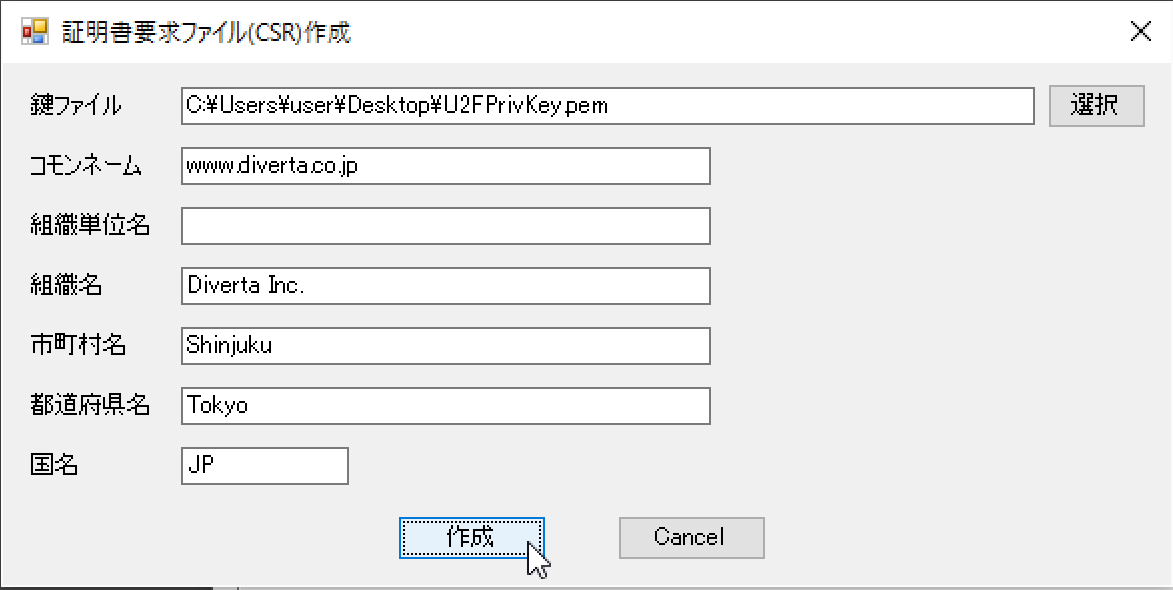 証明書要求ファイル(CSR)作成
鍵ファイル C:¥Users¥user¥Desktop¥U2FPrivKey.pem 選択
コモンネーム www.diverta.co.jp
組織単位名
組織名 Diverta Inc.
市町村名 Shinjuku
都道府県名 Tokyo
国名 JP
作成 Cancel